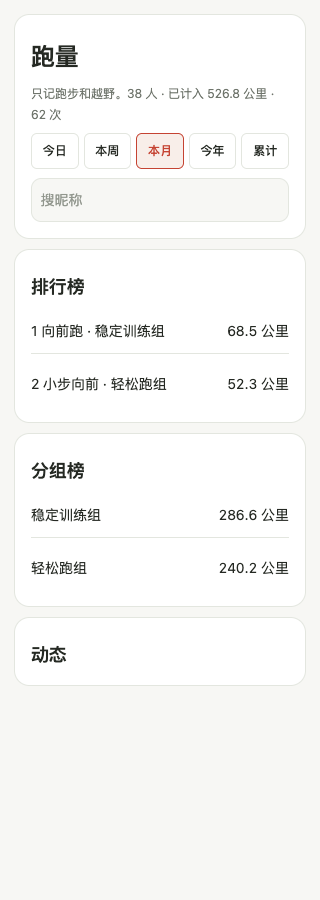 跑量
只记跑步和越野。38 人 · 已计入 526.8 公里 ·
62 次
今日 本周 本月 今年 累计
搜昵称
排行榜
1 向前跑 · 稳定训练组 68.5 公里
2 小步向前 · 轻松跑组 52.3 公里
分组榜
稳定训练组 286.6 公里
轻松跑组 240.2 公里
动态